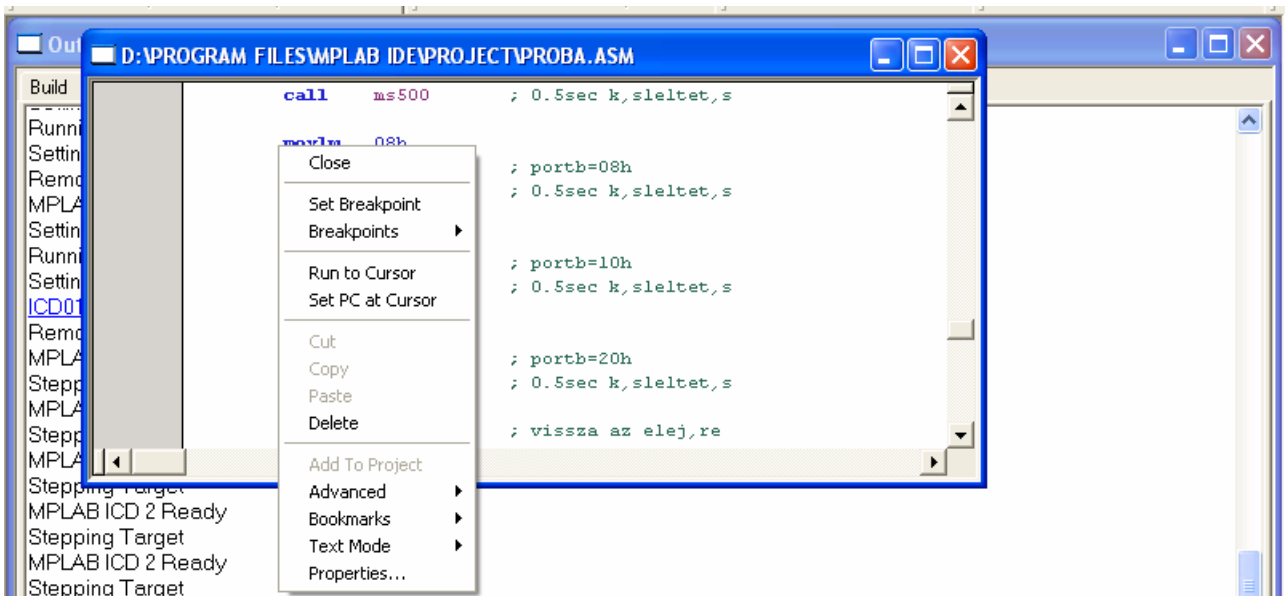 Out
D:\PROGRAM FILES\MPLAB IDE\PROJECT\PROBA.ASM
Build
call ms500 ; 0.5sec k,sleltet,s
movlw 08h
; portb=08h
; 0.5sec k,sleltet,s
; portb=10h
; 0.5sec k,sleltet,s
; portb=20h
; 0.5sec k,sleltet,s
; vissza az elej,re
Close
Set Breakpoint
Breakpoints
Run to Cursor
Set PC at Cursor
Cut
Copy
Paste
Delete
Add To Project
Advanced
Bookmarks
Text Mode
Properties...
Runni
Settin
Remo
MPLA
Settin
Runni
Settin
ICD01
Remo
MPLA
Stepp
MPLA
Stepp
MPLA
Stepping Target
MPLAB ICD 2 Ready
Stepping Target
MPLAB ICD 2 Ready
Stepping Target